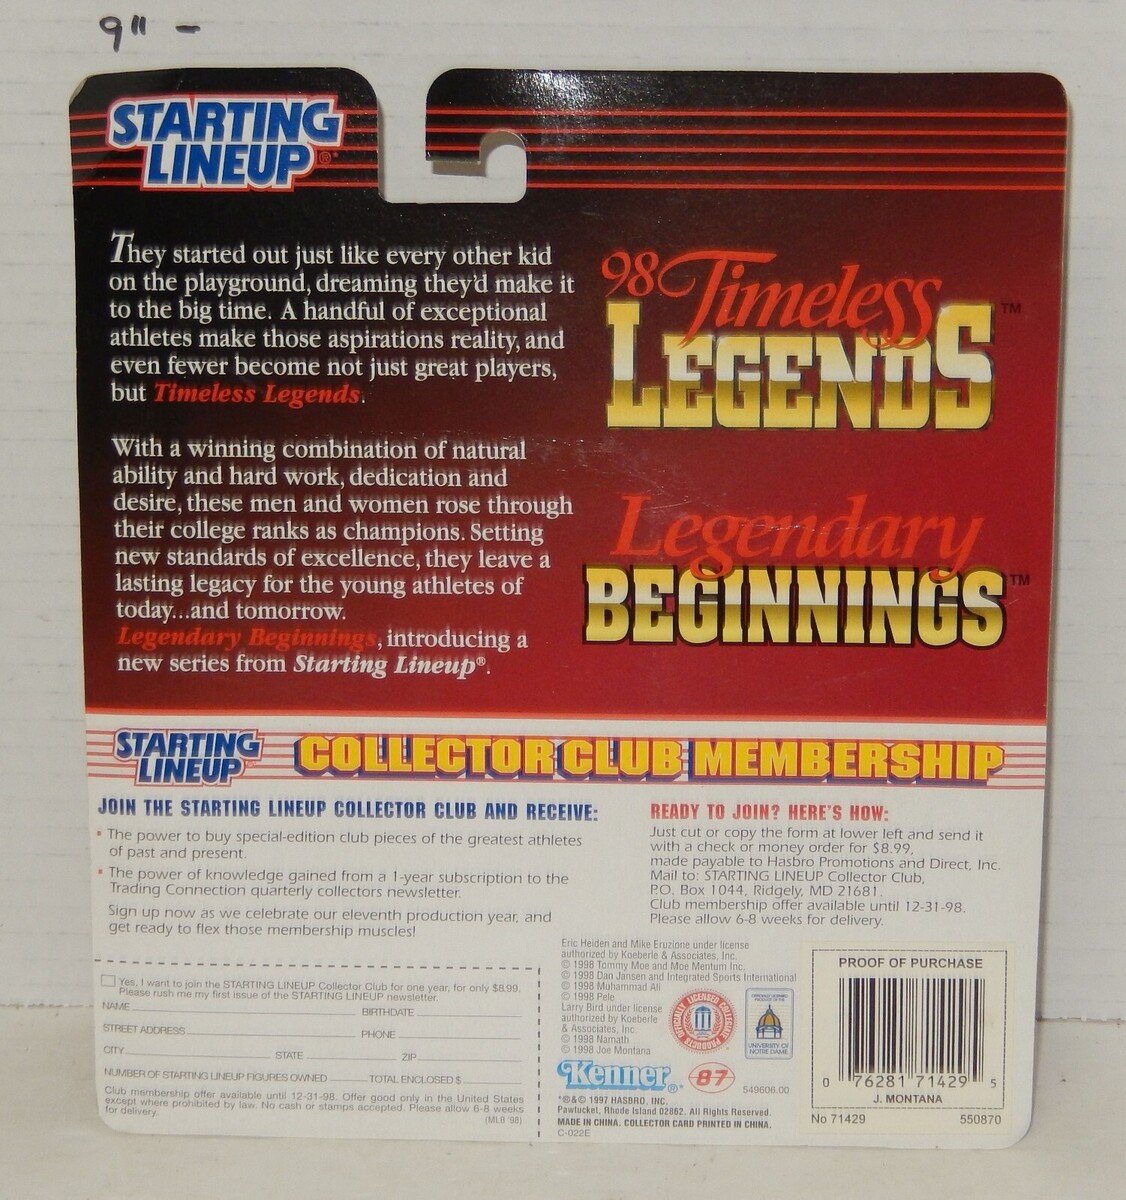 9" -
STARTING
LINEUP®*
They started out just like every other kid
on the playground, dreaming they'd make it
to the big time. A handful of exceptional
athletes make those aspirations reality, and
even fewer become not just great players,
but Timeless Legends.
98 Timeless
LEGENDS™
With a winning combination of natural
ability and hard work, dedication and
desire, these men and women rose through
their college ranks as champions. Setting
new standards of excellence, they leave a
lasting legacy for the young athletes of
today...and tomorrow.
Legendary Beginnings, introducing a
new series from Starting Lineup®.
Legendary
BEGINNINGS™
STARTING
LINEUP
COLLECTOR CLUB MEMBERSHIP
JOIN THE STARTING LINEUP COLLECTOR CLUB AND RECEIVE:
• The power to buy special-edition club pieces of the greatest athletes
of past and present.
• The power of knowledge gained from a 1-year subscription to the
Trading Connection quarterly collectors newsletter.
Sign up now as we celebrate our eleventh production year, and
get ready to flex those membership muscles!
READY TO JOIN? HERE'S HOW:
Just cut or copy the form at lower left and send it
with a check or money order for $8.99,
made payable to Hasbro Promotions and Direct, Inc.
Mail to: STARTING LINEUP Collector Club,
P.O. Box 1044, Ridgely, MD 21681.
Club membership offer available until 12-31-98.
Please allow 6-8 weeks for delivery.
Yes, I want to join the STARTING LINEUP Collector Club for one year, for only $8.99.
Please rush me my first issue of the STARTING LINEUP newsletter.
NAME BIRTHDATE
STREET ADDRESS PHONE
CITY STATE ZIP
NUMBER OF STARTING LINEUP FIGURES OWNED TOTAL ENCLOSED $
Club membership offer available until 12-31-98. Offer good only in the United States
except where prohibited by law. No cash or stamps accepted. Please allow 6-8 weeks
for delivery.
(MLB '98)
Eric Heiden and Mike Eruzione under license
authorized by Koeberle & Associates, Inc.
© 1998 Tommy Moe and Moe Mentum Inc.
© 1998 Dan Jansen and Integrated Sports International
© 1998 Muhammad Ali
© 1998 Pele
Larry Bird under license
authorized by Koeberle
& Associates, Inc.
© 1998 Namath
© 1998 Joe Montana
OFFICIALLY LICENSED COLLEGIATE PRODUCTS
OFFICIALLY LICENSED
PRODUCT OF THE
UNIVERSITY OF
NOTRE DAME
Kenner®*
87
549606.00
*®&© 1997 HASBRO, INC.
Pawtucket, Rhode Island 02862. All Rights Reserved.
MADE IN CHINA. COLLECTOR CARD PRINTED IN CHINA.
C-022E
PROOF OF PURCHASE
0 76281 71429 5
J. MONTANA
No 71429 550870